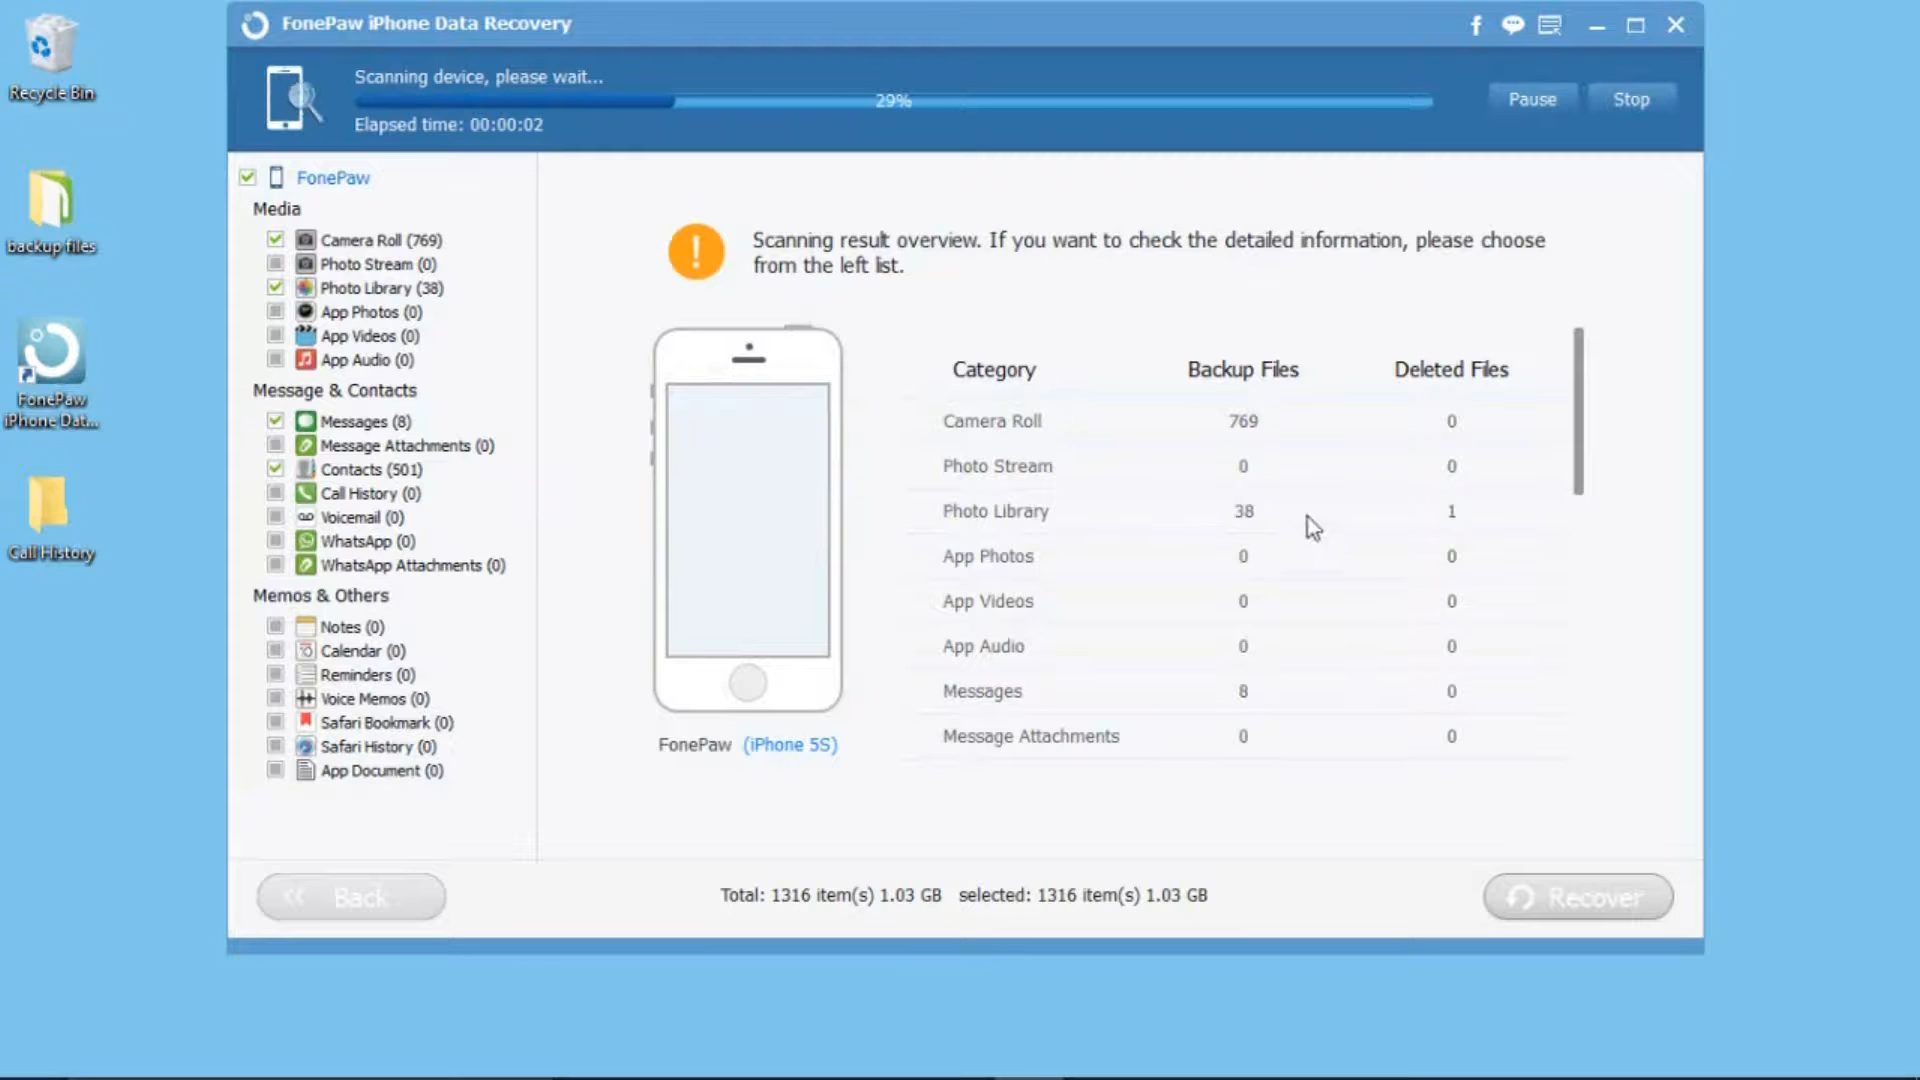 Recycle Bin
backup files
FonePaw
iPhone Dat...
Call History
FonePaw iPhone Data Recovery
Scanning device, please wait...
29%
Elapsed time: 00:00:02
Pause
Stop
FonePaw
Media
Camera Roll (769)
Photo Stream (0)
Photo Library (38)
App Photos (0)
App Videos (0)
App Audio (0)
Message & Contacts
Messages (8)
Message Attachments (0)
Contacts (501)
Call History (0)
Voicemail (0)
WhatsApp (0)
WhatsApp Attachments (0)
Memos & Others
Notes (0)
Calendar (0)
Reminders (0)
Voice Memos (0)
Safari Bookmark (0)
Safari History (0)
App Document (0)
Scanning result overview. If you want to check the detailed information, please choose
from the left list.
FonePaw (iPhone 5S)
Category Backup Files Deleted Files
Camera Roll 769 0
Photo Stream 0 0
Photo Library 38 1
App Photos 0 0
App Videos 0 0
App Audio 0 0
Messages 8 0
Message Attachments 0 0
Back
Total: 1316 item(s) 1.03 GB selected: 1316 item(s) 1.03 GB
Recover